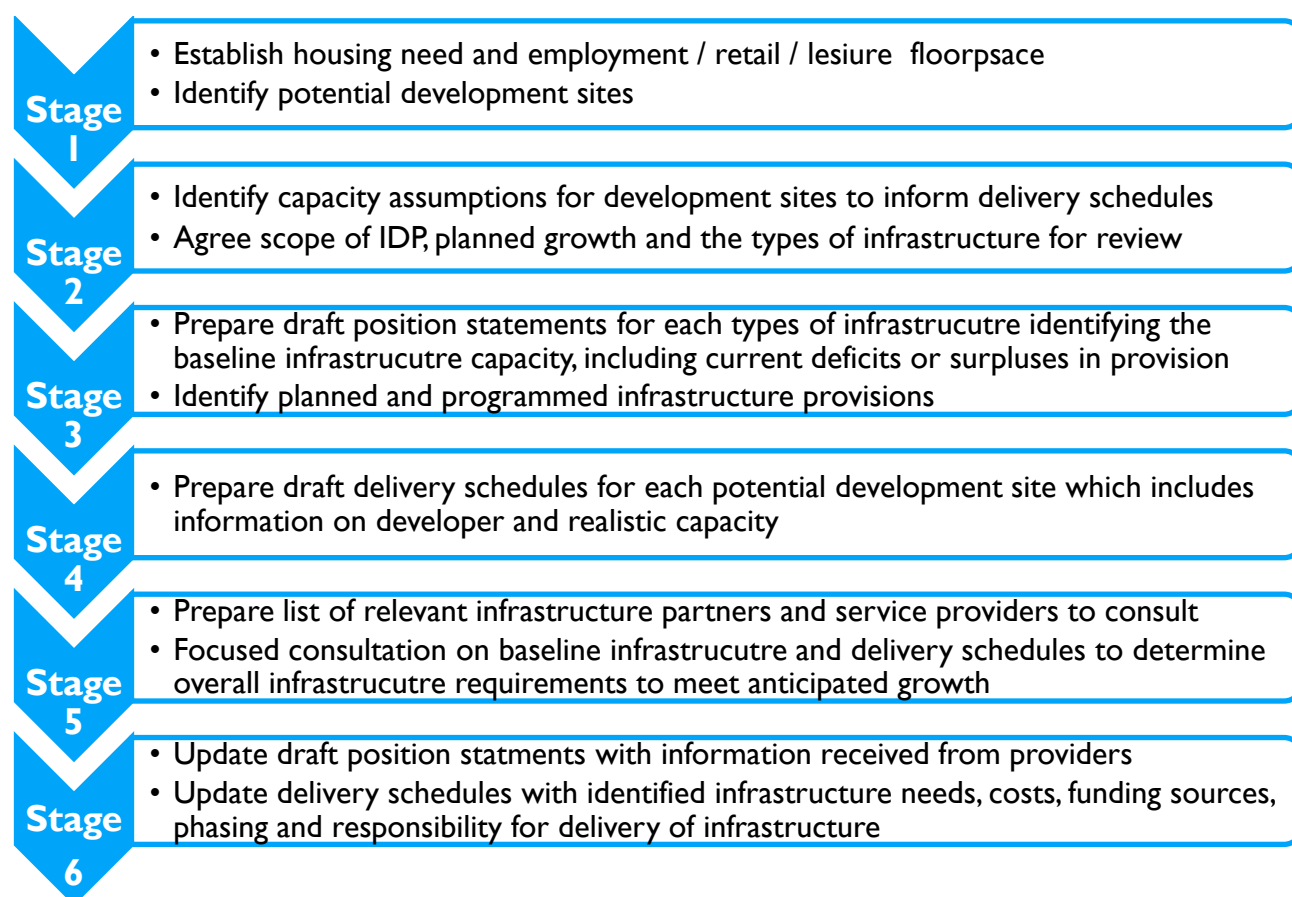 • Establish housing need and employment / retail / lesiure  floorpsace
• Identify potential development sites
Stage
1
• Identify capacity assumptions for development sites to inform delivery schedules
• Agree scope of IDP, planned growth and the types of infrastructure for review
Stage
2
• Prepare draft position statements for each types of infrastrucutre identifying the
baseline infrastrucutre capacity, including current deficits or surpluses in provision
• Identify planned and programmed infrastructure provisions
Stage
3
• Prepare draft delivery schedules for each potential development site which includes
information on developer and realistic capacity
Stage
4
• Prepare list of relevant infrastructure partners and service providers to consult
• Focused consultation on baseline infrastrucutre and delivery schedules to determine
overall infrastrucutre requirements to meet anticipated growth
Stage
5
• Update draft position statments with information received from providers
• Update delivery schedules with identified infrastructure needs, costs, funding sources,
phasing and responsibility for delivery of infrastructure
Stage
6